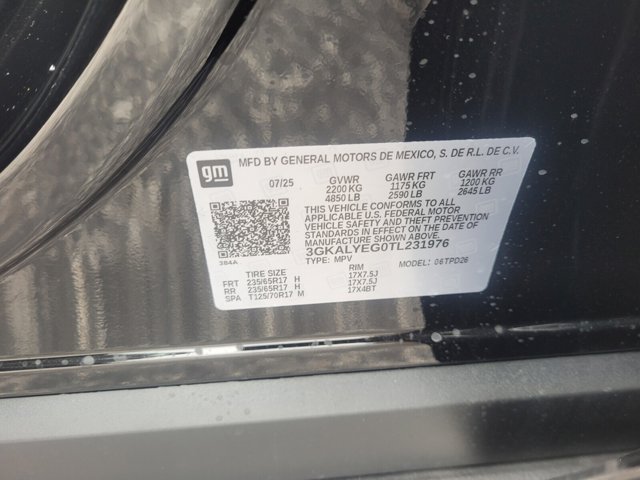 gm MFD BY GENERAL MOTORS DE MEXICO, S. DE R.L. DE C.V.
07/25 GVWR GAWR FRT GAWR RR
2200 KG 1175 KG 1200 KG
4850 LB 2590 LB 2645 LB
THIS VEHICLE CONFORMS TO ALL
APPLICABLE U.S. FEDERAL MOTOR
VEHICLE SAFETY AND THEFT PREVENTION
STANDARDS IN EFFECT ON THE DATE OF
MANUFACTURE SHOWN ABOVE.
3GKALYEG0TL231976
384A TYPE: MPV MODEL: 06TPD26
TIRE SIZE RIM
FRT 235/65R17 H 17X7.5J
RR 235/65R17 H 17X7.5J
SPA T125/70R17 M 17X4BT